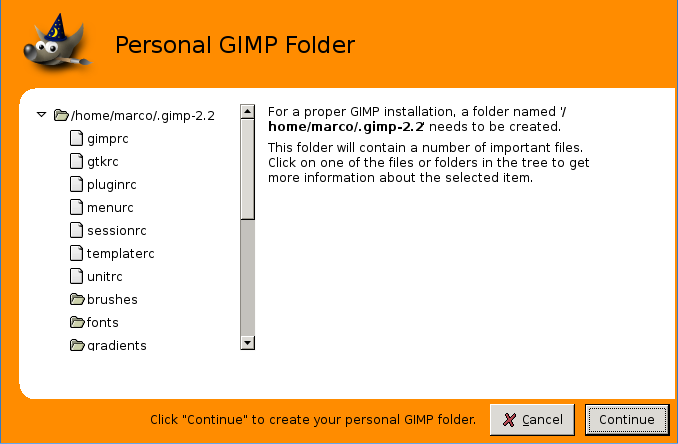 Personal GIMP Folder
/home/marco/.gimp-2.2
gimprc
gtkrc
pluginrc
menurc
sessionrc
templaterc
unitrc
brushes
fonts
gradients
For a proper GIMP installation, a folder named '/
home/marco/.gimp-2.2' needs to be created.
This folder will contain a number of important files.
Click on one of the files or folders in the tree to get
more information about the selected item.
Click "Continue" to create your personal GIMP folder.
Cancel
Continue